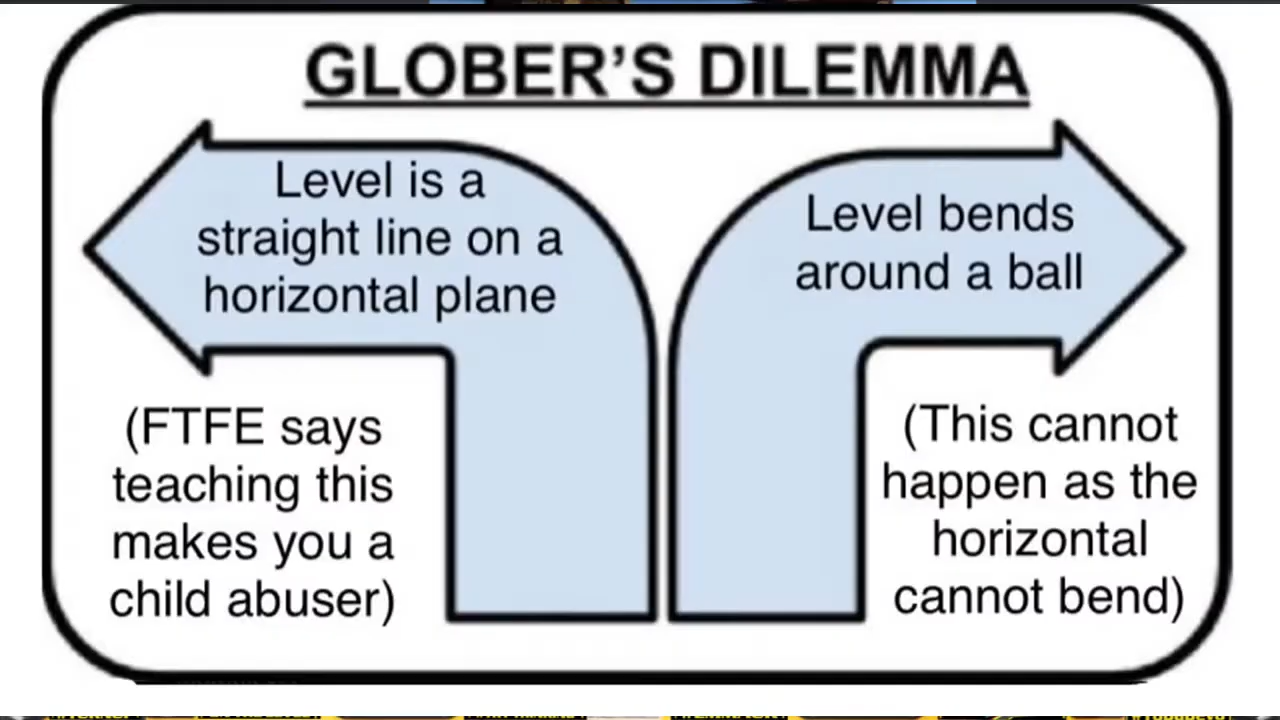 GLOBER'S DILEMMA
Level is a
straight line on a
horizontal plane
Level bends
around a ball
(FTFE says
teaching this
makes you a
child abuser)
(This cannot
happen as the
horizontal
cannot bend)